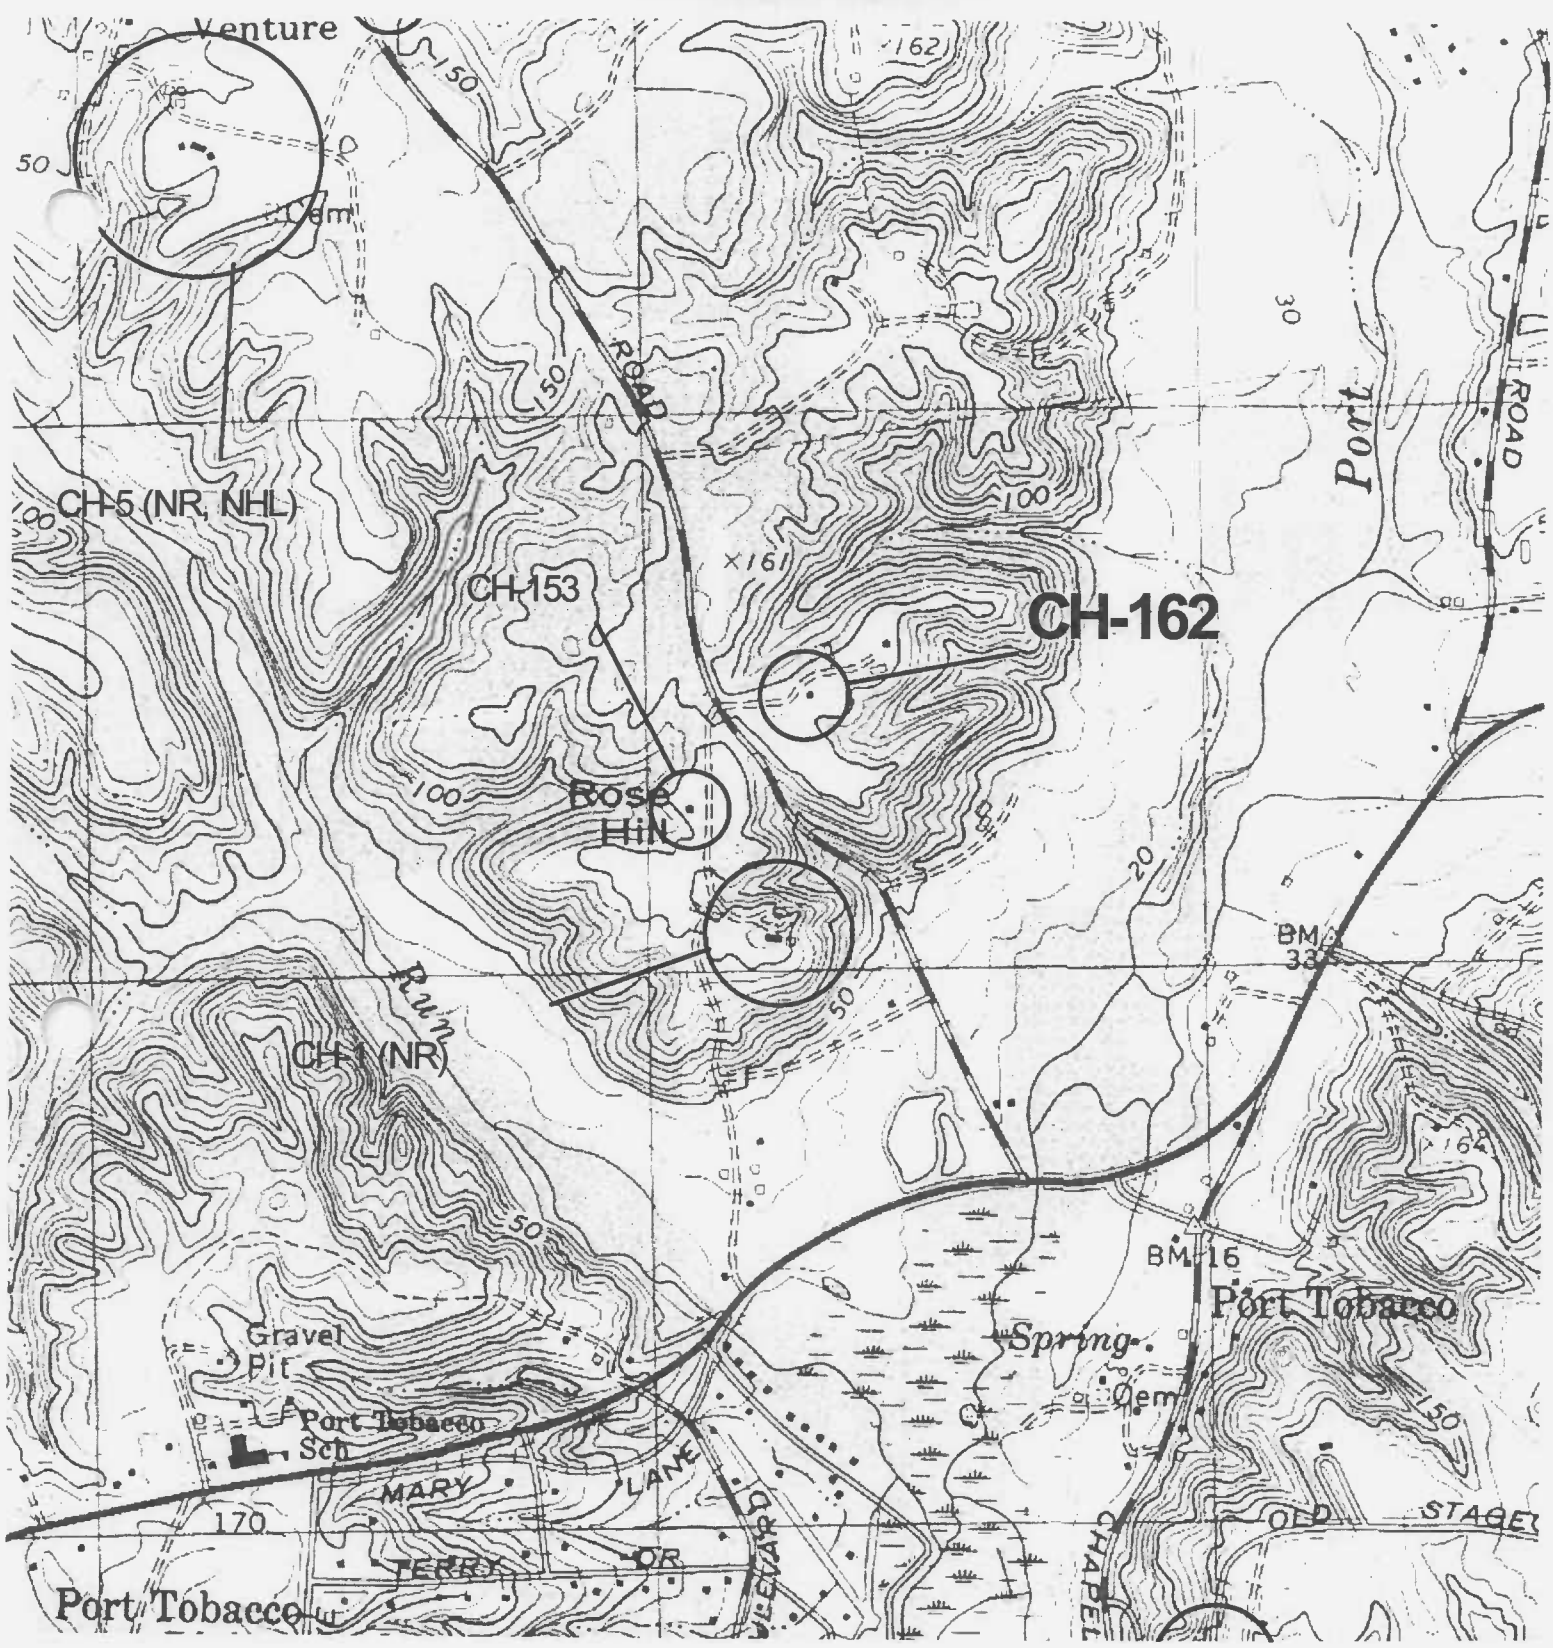 Venture
150
162
50
Cem
30
ROAD
150
Port
ROAD
100
CH-5 (NR, NHL)
100
×161
CH-153
CH-162
100
Rose
Hill
20
BM
33
Run
50
CH-1 (NR)
×164
50
BM 16
Port Tobacco
Gravel
Pit
Spring
Cem
Port Tobacco
Sch
150
MARY
LANE
170
CHAPEL
OLD
STAGE
TERRY
DR
Port Tobacco